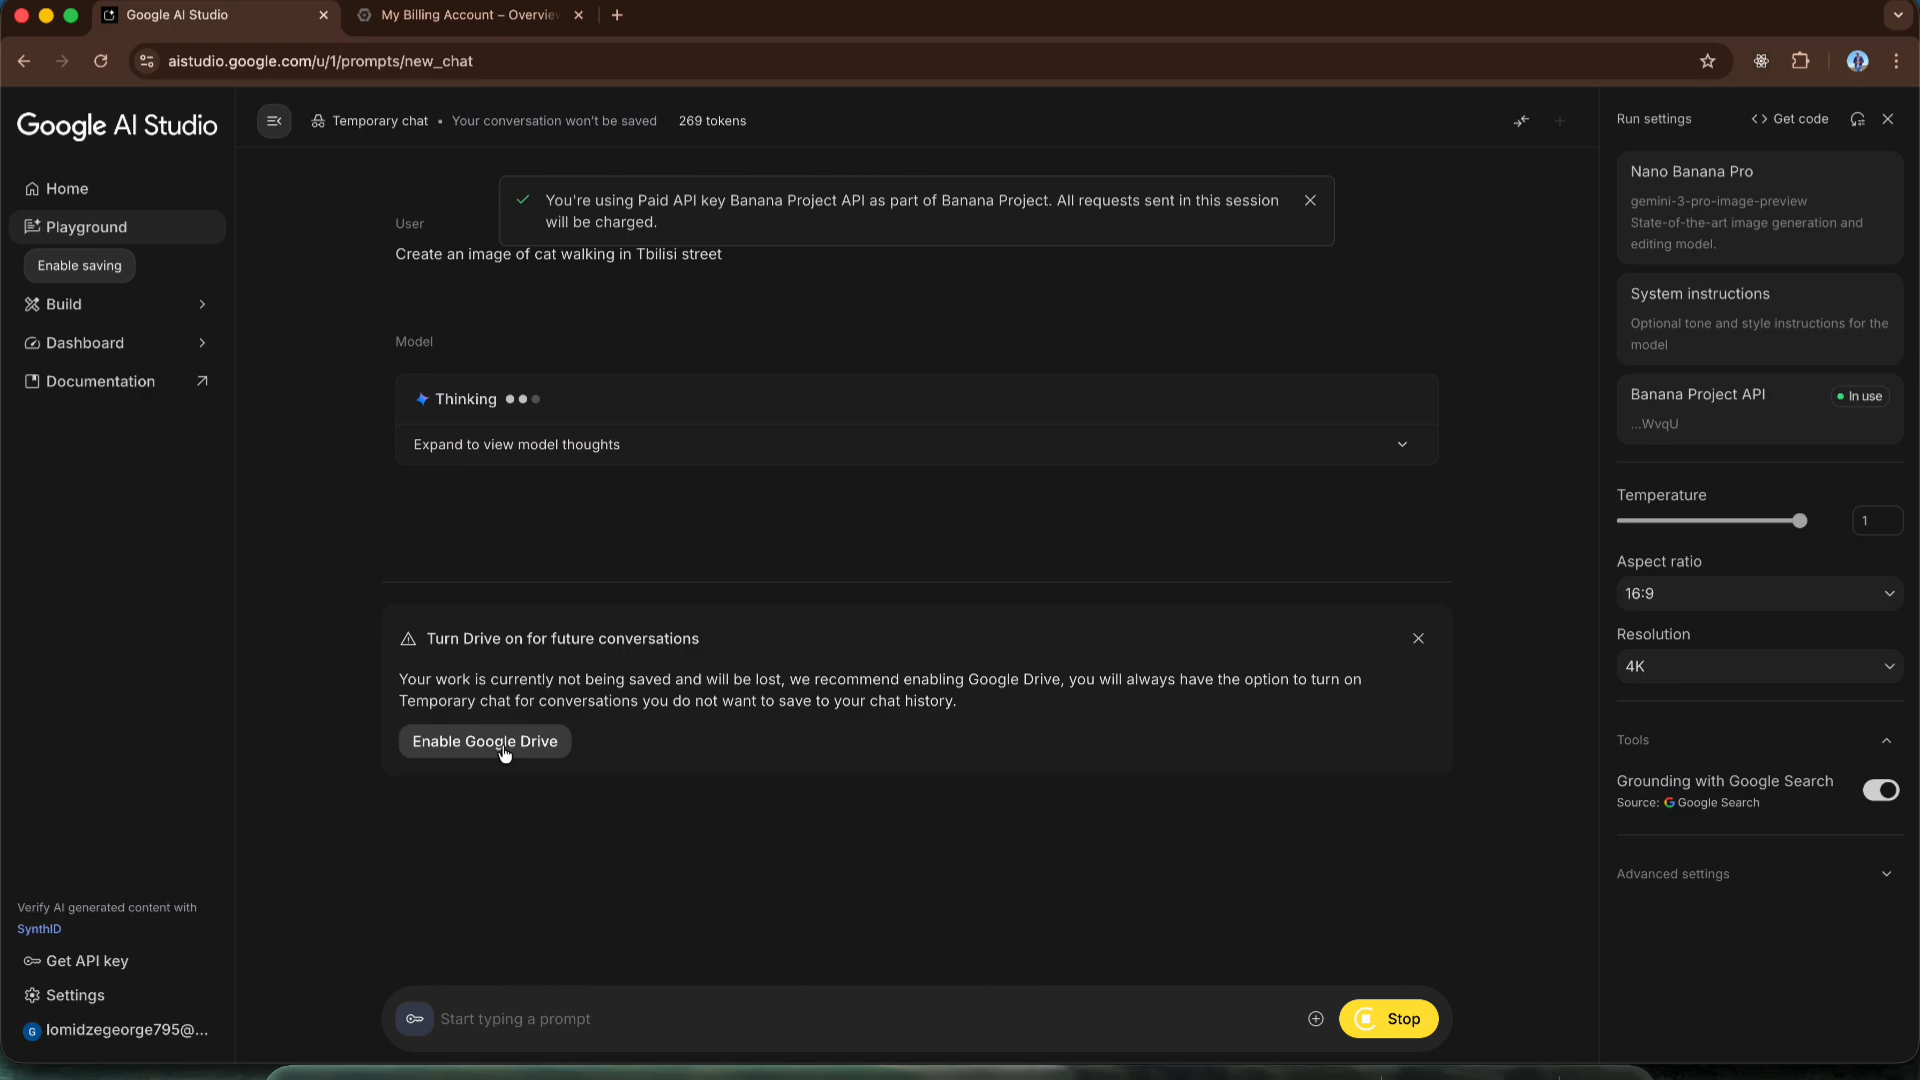 Google AI Studio
My Billing Account – Overvie
aistudio.google.com/u/1/prompts/new_chat
Google AI Studio
Home
Playground
Enable saving
Build
Dashboard
Documentation
Verify AI generated content with
SynthID
Get API key
Settings
G
lomidzegeorge795@...
Temporary chat • Your conversation won't be saved 269 tokens
You're using Paid API key Banana Project API as part of Banana Project. All requests sent in this session
will be charged.
User
Create an image of cat walking in Tbilisi street
Model
Thinking
Expand to view model thoughts
Turn Drive on for future conversations
Your work is currently not being saved and will be lost, we recommend enabling Google Drive, you will always have the option to turn on
Temporary chat for conversations you do not want to save to your chat history.
Enable Google Drive
Start typing a prompt
Stop
Run settings
Get code
Nano Banana Pro
gemini-3-pro-image-preview
State-of-the-art image generation and
editing model.
System instructions
Optional tone and style instructions for the
model
Banana Project API
In use
...WvqU
Temperature
1
Aspect ratio
16:9
Resolution
4K
Tools
Grounding with Google Search
Source: Google Search
Advanced settings